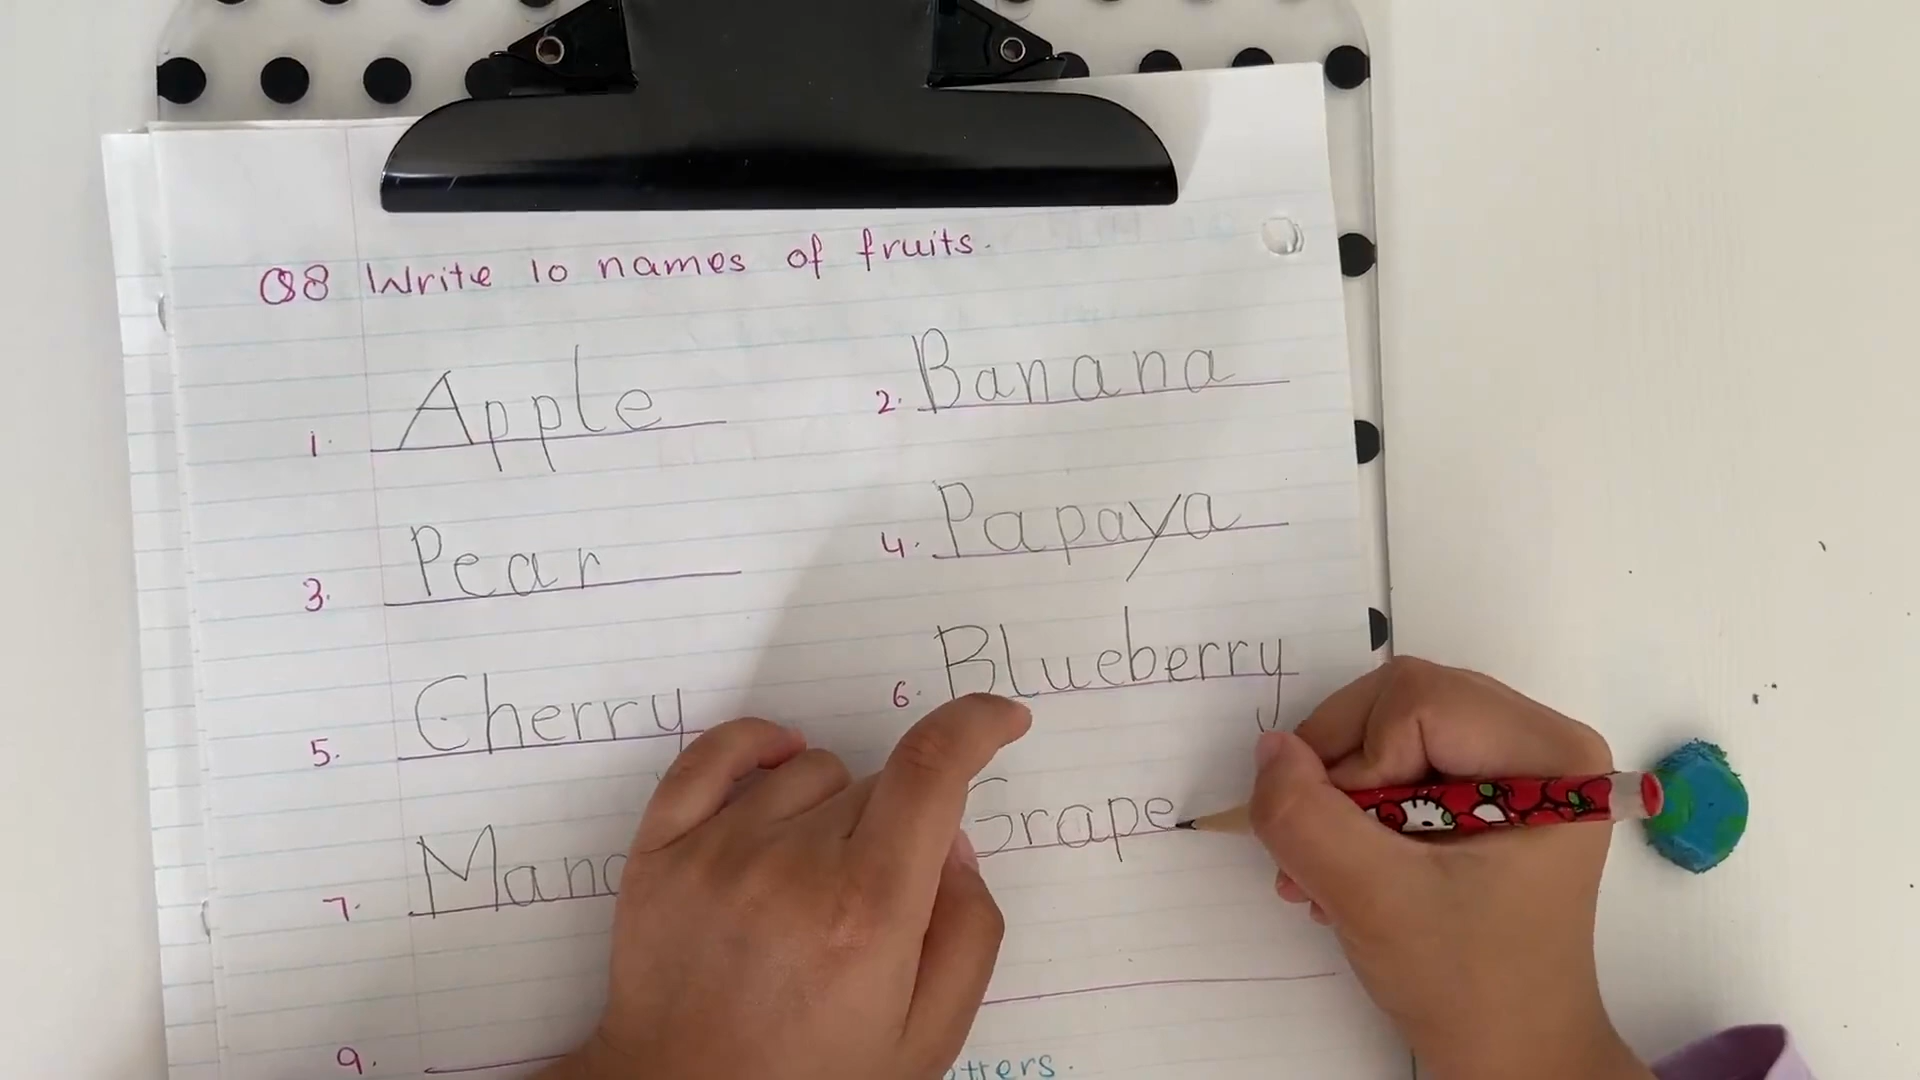 Q8 Write 10 names of fruits.
1. Apple
2. Banana
3. Pear
4. Papaya
5. Cherry
6. Blueberry
7.
Grape
9.